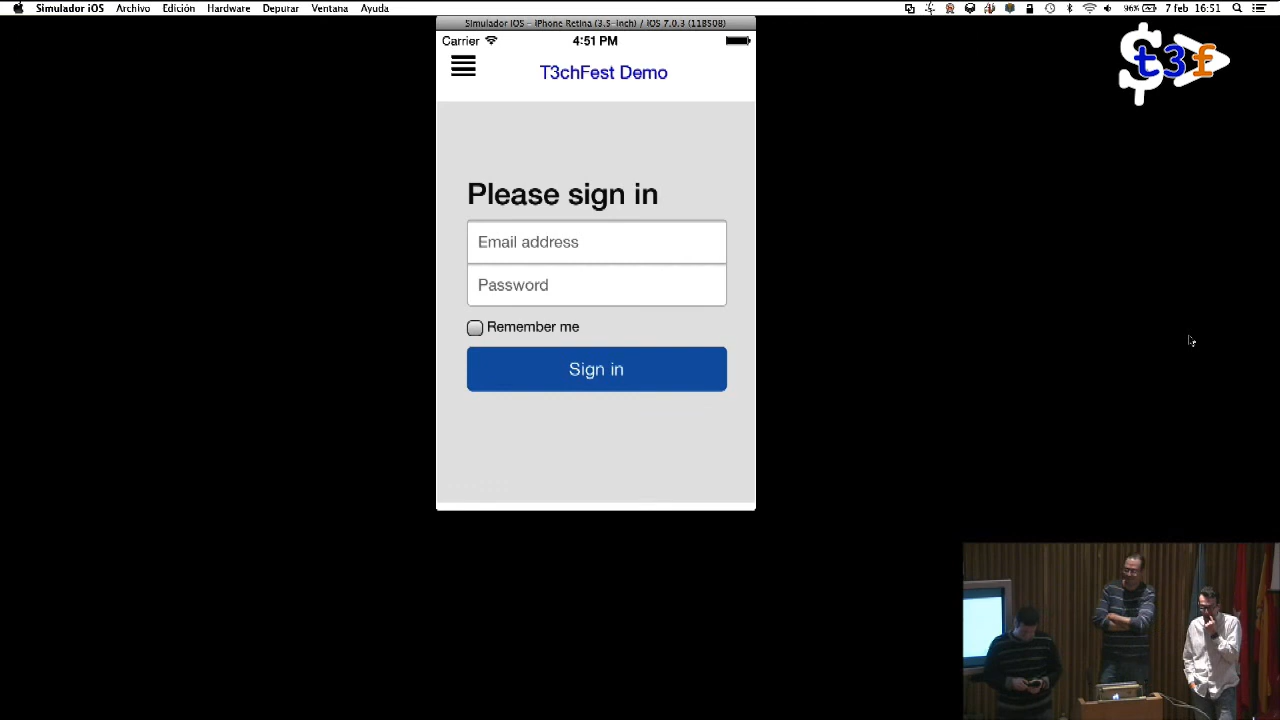 Simulador iOS Archivo Edición Hardware Depurar Ventana Ayuda 96% 7 feb 16:51
Simulador iOS - iPhone Retina (3.5-inch) / iOS 7.0.3 (11B508)
Carrier 4:51 PM
T3chFest Demo
$t3f
Please sign in
Email address
Password
Remember me
Sign in